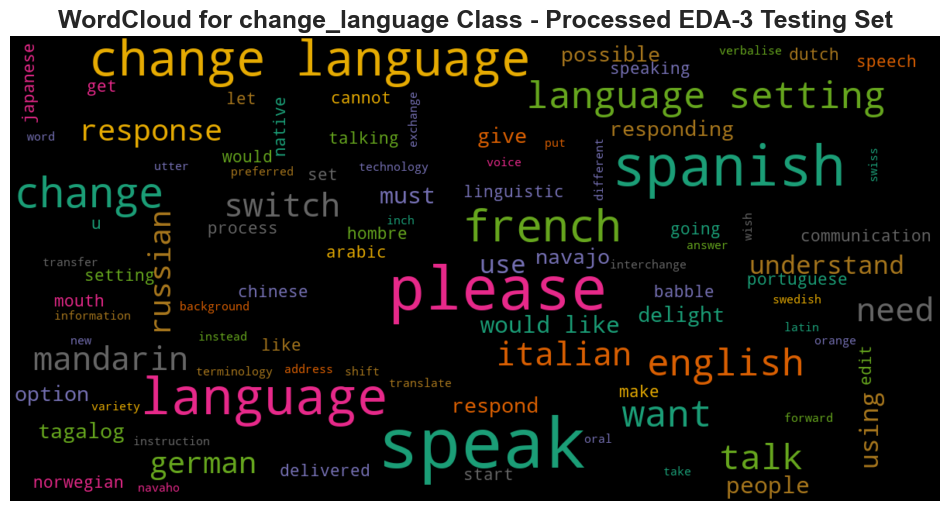 WordCloud for change_language Class - Processed EDA-3 Testing Set
change language
possible
verbalise
dutch
speaking
speech
japanese
get
let
cannot
exchange
language setting
word
response
native
talking
give
put
responding
different
spanish
swiss
utter
would
preferred
set
technology
voice
linguistic
change
switch
must
u
process
inch
hombre
french
going
wish
answer
communication
transfer
setting
russian
arabic
use
navajo
interchange
understand
portuguese
mouth
information
background
chinese
please
babble
swedish
need
would like
delight
latin
new
instead
like
italian
english
orange
mandarin
terminology
address
shift
translate
make
edit
option
variety
language
respond
want
using
forward
tagalog
instruction
speak
oral
talk
german
delivered
start
take
people
norwegian
navaho